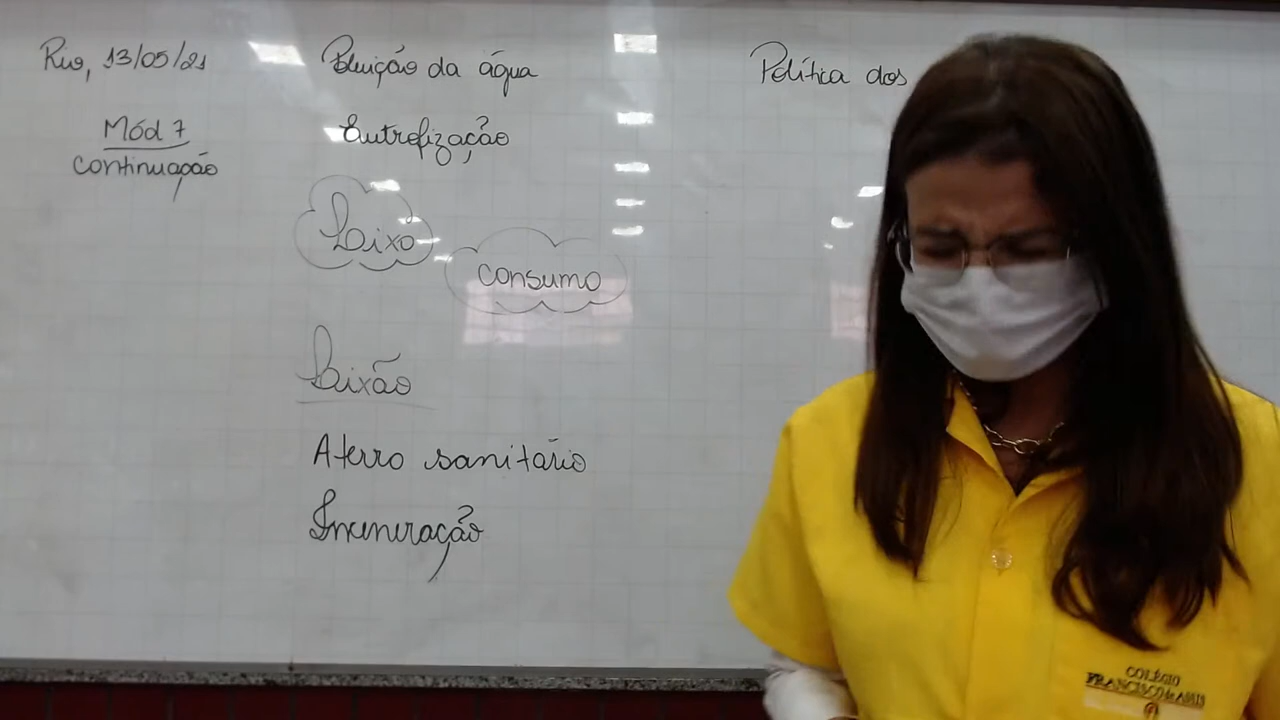 Rio, 13/05/21
Mód 7
continuação
Poluição da água
Eutrofização
Lixo
consumo
Lixão
Aterro sanitário
Incineração
Política dos
COLÉGIO
FRANCISCO de ASSIS